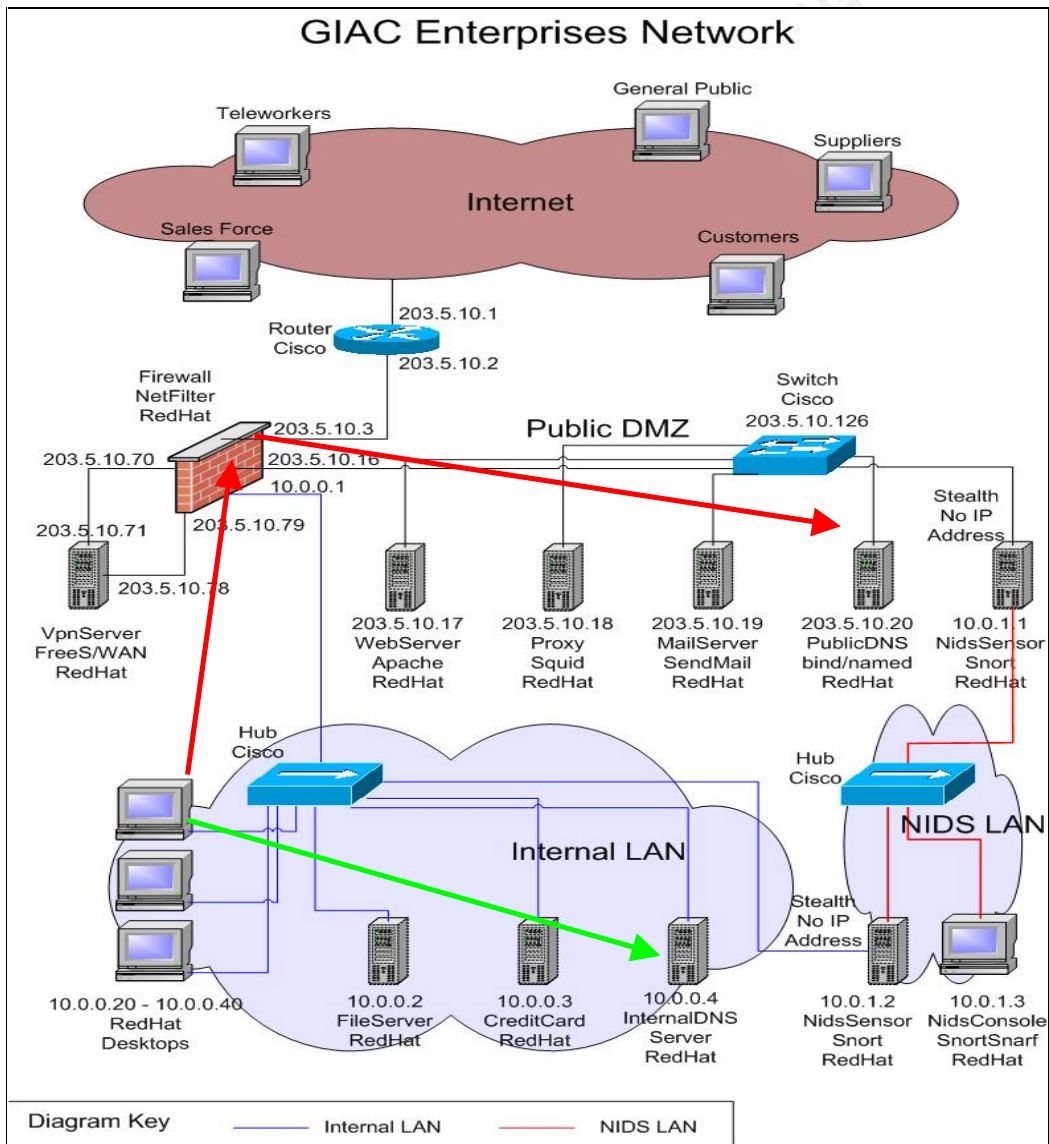 GIAC Enterprises Network
General Public
Teleworkers
Suppliers
Internet
Sales Force
Customers
203.5.10.1
Router
Cisco
203.5.10.2
Firewall
NetFilter
RedHat
Switch
Cisco
203.5.10.126
203.5.10.3
Public DMZ
203.5.10.70
203.5.10.16
10.0.0.1
Stealth
No IP
Address
203.5.10.79
203.5.10.71
203.5.10.78
VpnServer
FreeS/WAN
RedHat
203.5.10.17
WebServer
Apache
RedHat
203.5.10.18
Proxy
Squid
RedHat
203.5.10.19
MailServer
SendMail
RedHat
203.5.10.20
PublicDNS
bind/named
RedHat
10.0.1.1
NidsSensor
Snort
RedHat
Hub
Cisco
Hub
Cisco
NIDS LAN
Internal LAN
Stealth
No IP
Address
10.0.0.20 - 10.0.0.40
RedHat
Desktops
10.0.0.2
FileServer
RedHat
10.0.0.3
CreditCard
RedHat
10.0.0.4
InternalDNS
Server
RedHat
10.0.1.2
NidsSensor
Snort
RedHat
10.0.1.3
NidsConsole
SnortSnarf
RedHat
Diagram Key
Internal LAN
NIDS LAN